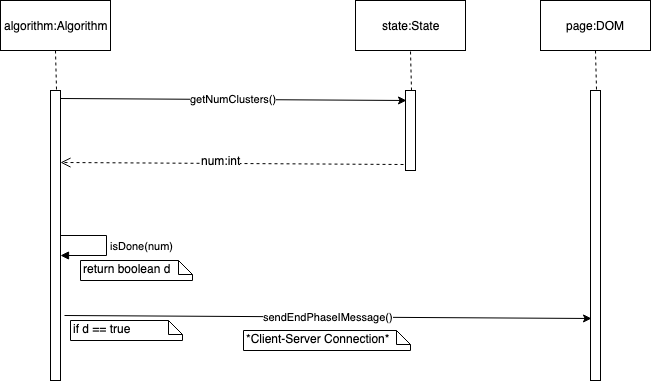 algorithm:Algorithm
state:State
page:DOM
getNumClusters()
num:int
isDone(num)
return boolean d
sendEndPhaseIMessage()
if d == true
*Client-Server Connection*